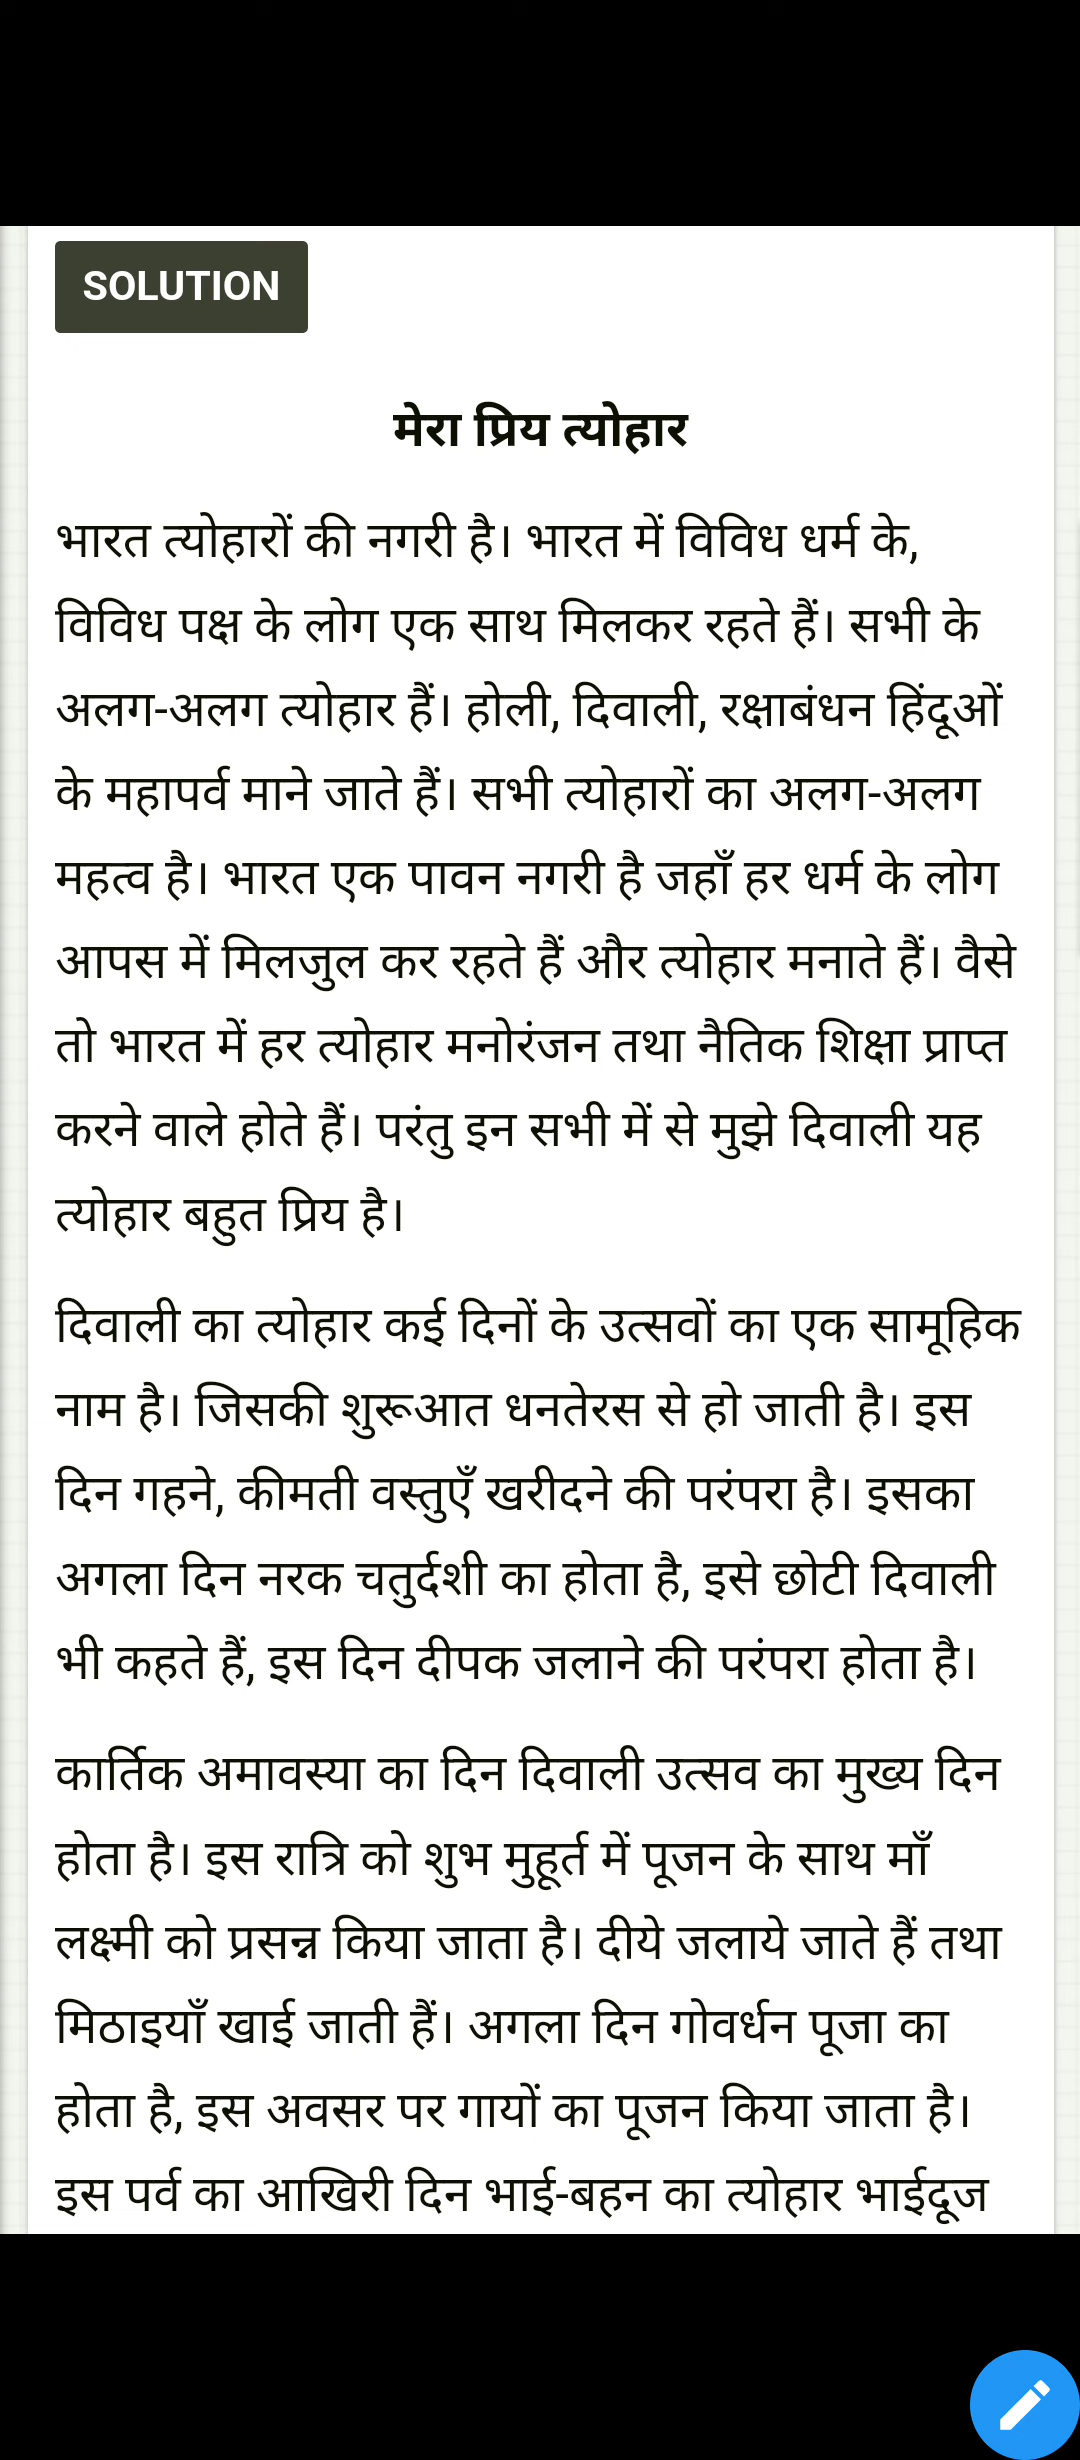 SOLUTION
मेरा प्रिय त्योहार
भारत त्योहारों की नगरी है। भारत में विविध धर्म के,
विविध पक्ष के लोग एक साथ मिलकर रहते हैं। सभी के
अलग-अलग त्योहार हैं। होली, दिवाली, रक्षाबंधन हिंदूओं
के महापर्व माने जाते हैं। सभी त्योहारों का अलग-अलग
महत्व है। भारत एक पावन नगरी है जहाँ हर धर्म के लोग
आपस में मिलजुल कर रहते हैं और त्योहार मनाते हैं। वैसे
तो भारत में हर त्योहार मनोरंजन तथा नैतिक शिक्षा प्राप्त
करने वाले होते हैं। परंतु इन सभी में से मुझे दिवाली यह
त्योहार बहुत प्रिय है।
दिवाली का त्योहार कई दिनों के उत्सवों का एक सामूहिक
नाम है। जिसकी शुरूआत धनतेरस से हो जाती है। इस
दिन गहने, कीमती वस्तुएँ खरीदने की परंपरा है। इसका
अगला दिन नरक चतुर्दशी का होता है, इसे छोटी दिवाली
भी कहते हैं, इस दिन दीपक जलाने की परंपरा होता है।
कार्तिक अमावस्या का दिन दिवाली उत्सव का मुख्य दिन
होता है। इस रात्रि को शुभ मुहूर्त में पूजन के साथ माँ
लक्ष्मी को प्रसन्न किया जाता है। दीये जलाये जाते हैं तथा
मिठाइयाँ खाई जाती हैं। अगला दिन गोवर्धन पूजा का
होता है, इस अवसर पर गायों का पूजन किया जाता है।
इस पर्व का आखिरी दिन भाई-बहन का त्योहार भाईदूज